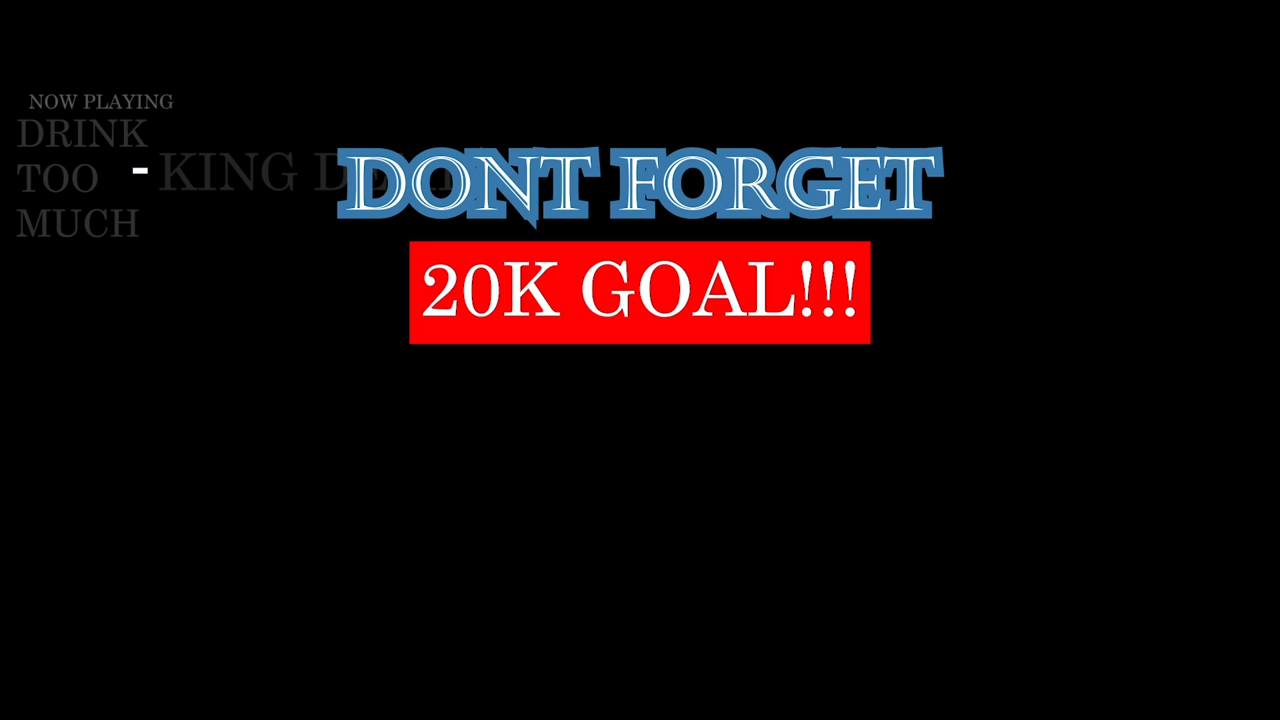 NOW PLAYING
DRINK
TOO
MUCH
- KING
DONT FORGET
20K GOAL!!!